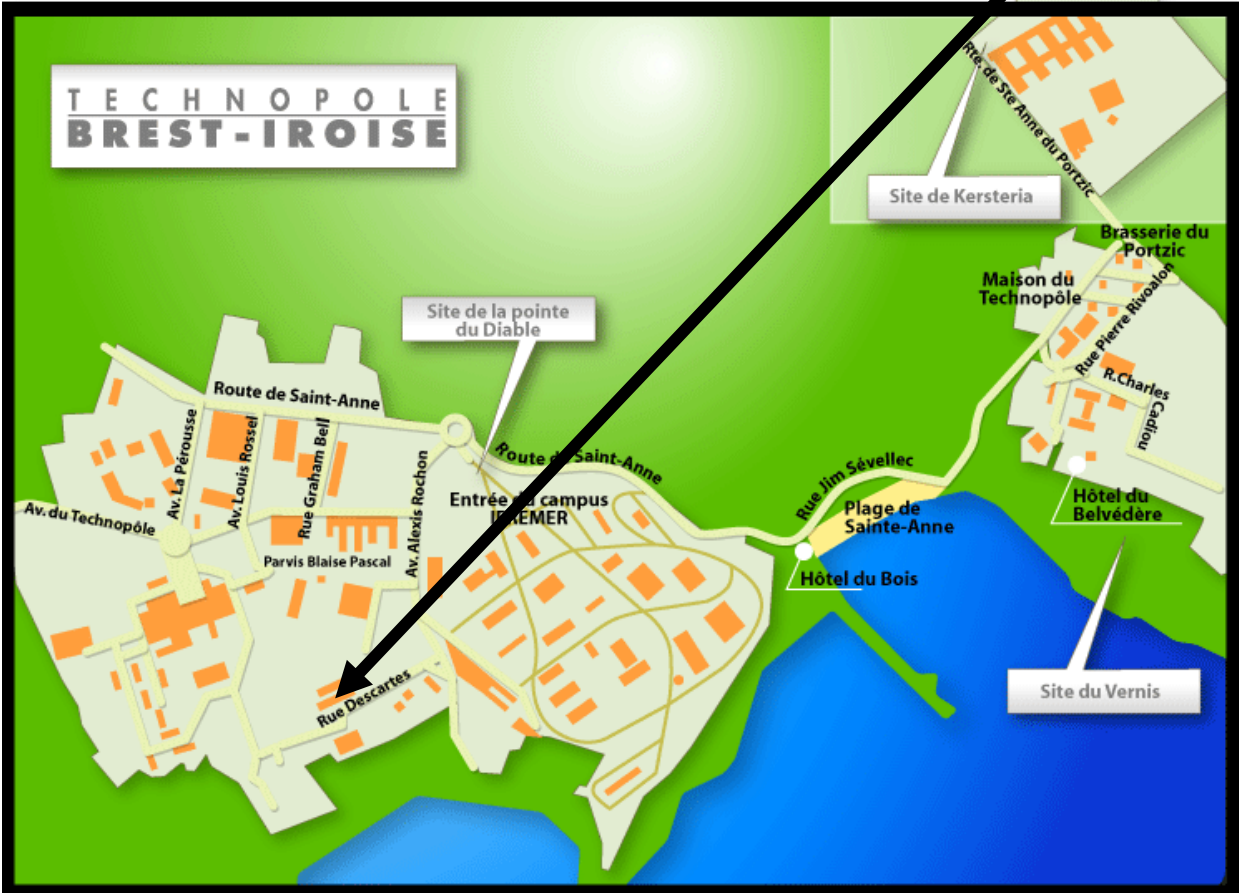 TECHNOPOLE
BREST-IROISE
Rte. de Ste Anne du Portzic
Site de Kersteria
Brasserie du
Portzic
Maison du
Technopôle
Rue Pierre Rivoalon
R.Charles
Cadiou
Site de la pointe
du Diable
Route de Saint-Anne
Av. La Pérousse
Av. Louis Rossel
Rue Graham Bell
Av. Alexis Rochon
Route de Saint-Anne
Rue Jim Sévellec
Entrée du campus
IFREMER
Plage de
Sainte-Anne
Hôtel du
Belvédère
Av. du Technopôle
Parvis Blaise Pascal
Hôtel du Bois
Rue Descartes
Site du Vernis